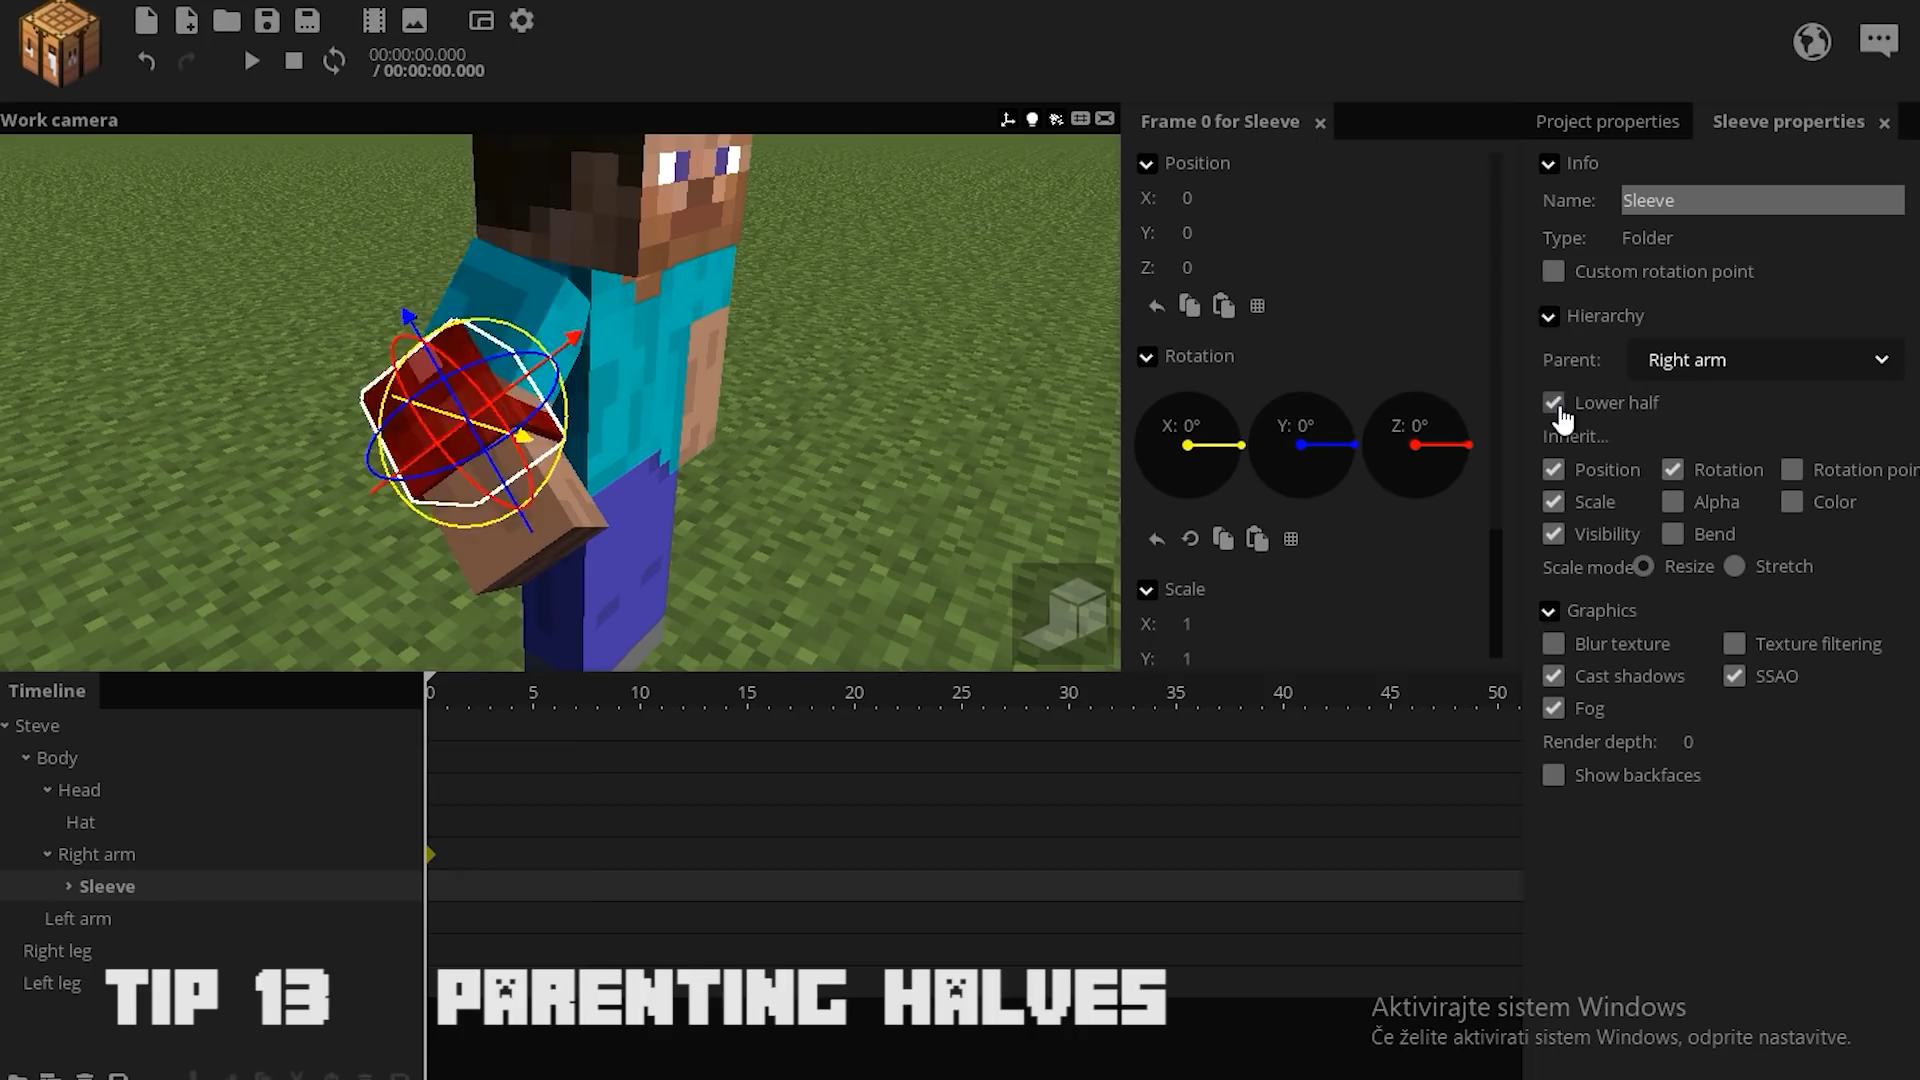 00:00:00.000
/ 00:00:00.000
Work camera
Frame 0 for Sleeve
Position
X: 0
Y: 0
Z: 0
Rotation
X: 0°
Y: 0°
Z: 0°
Scale
X: 1
Y: 1
Project properties
Sleeve properties
Info
Name: Sleeve
Type: Folder
Custom rotation point
Hierarchy
Parent: Right arm
Lower half
Inherit...
Position Rotation Rotation poin
Scale Alpha Color
Visibility Bend
Scale mode Resize Stretch
Graphics
Blur texture Texture filtering
Cast shadows SSAO
Fog
Render depth: 0
Show backfaces
Timeline
0 5 10 15 20 25 30 35 40 45 50
Steve
Body
Head
Hat
Right arm
Sleeve
Left arm
Right leg
Left leg
TIP 13 PARENTING HALVES
Aktivirajte sistem Windows
Če želite aktivirati sistem Windows, odprite nastavitve.